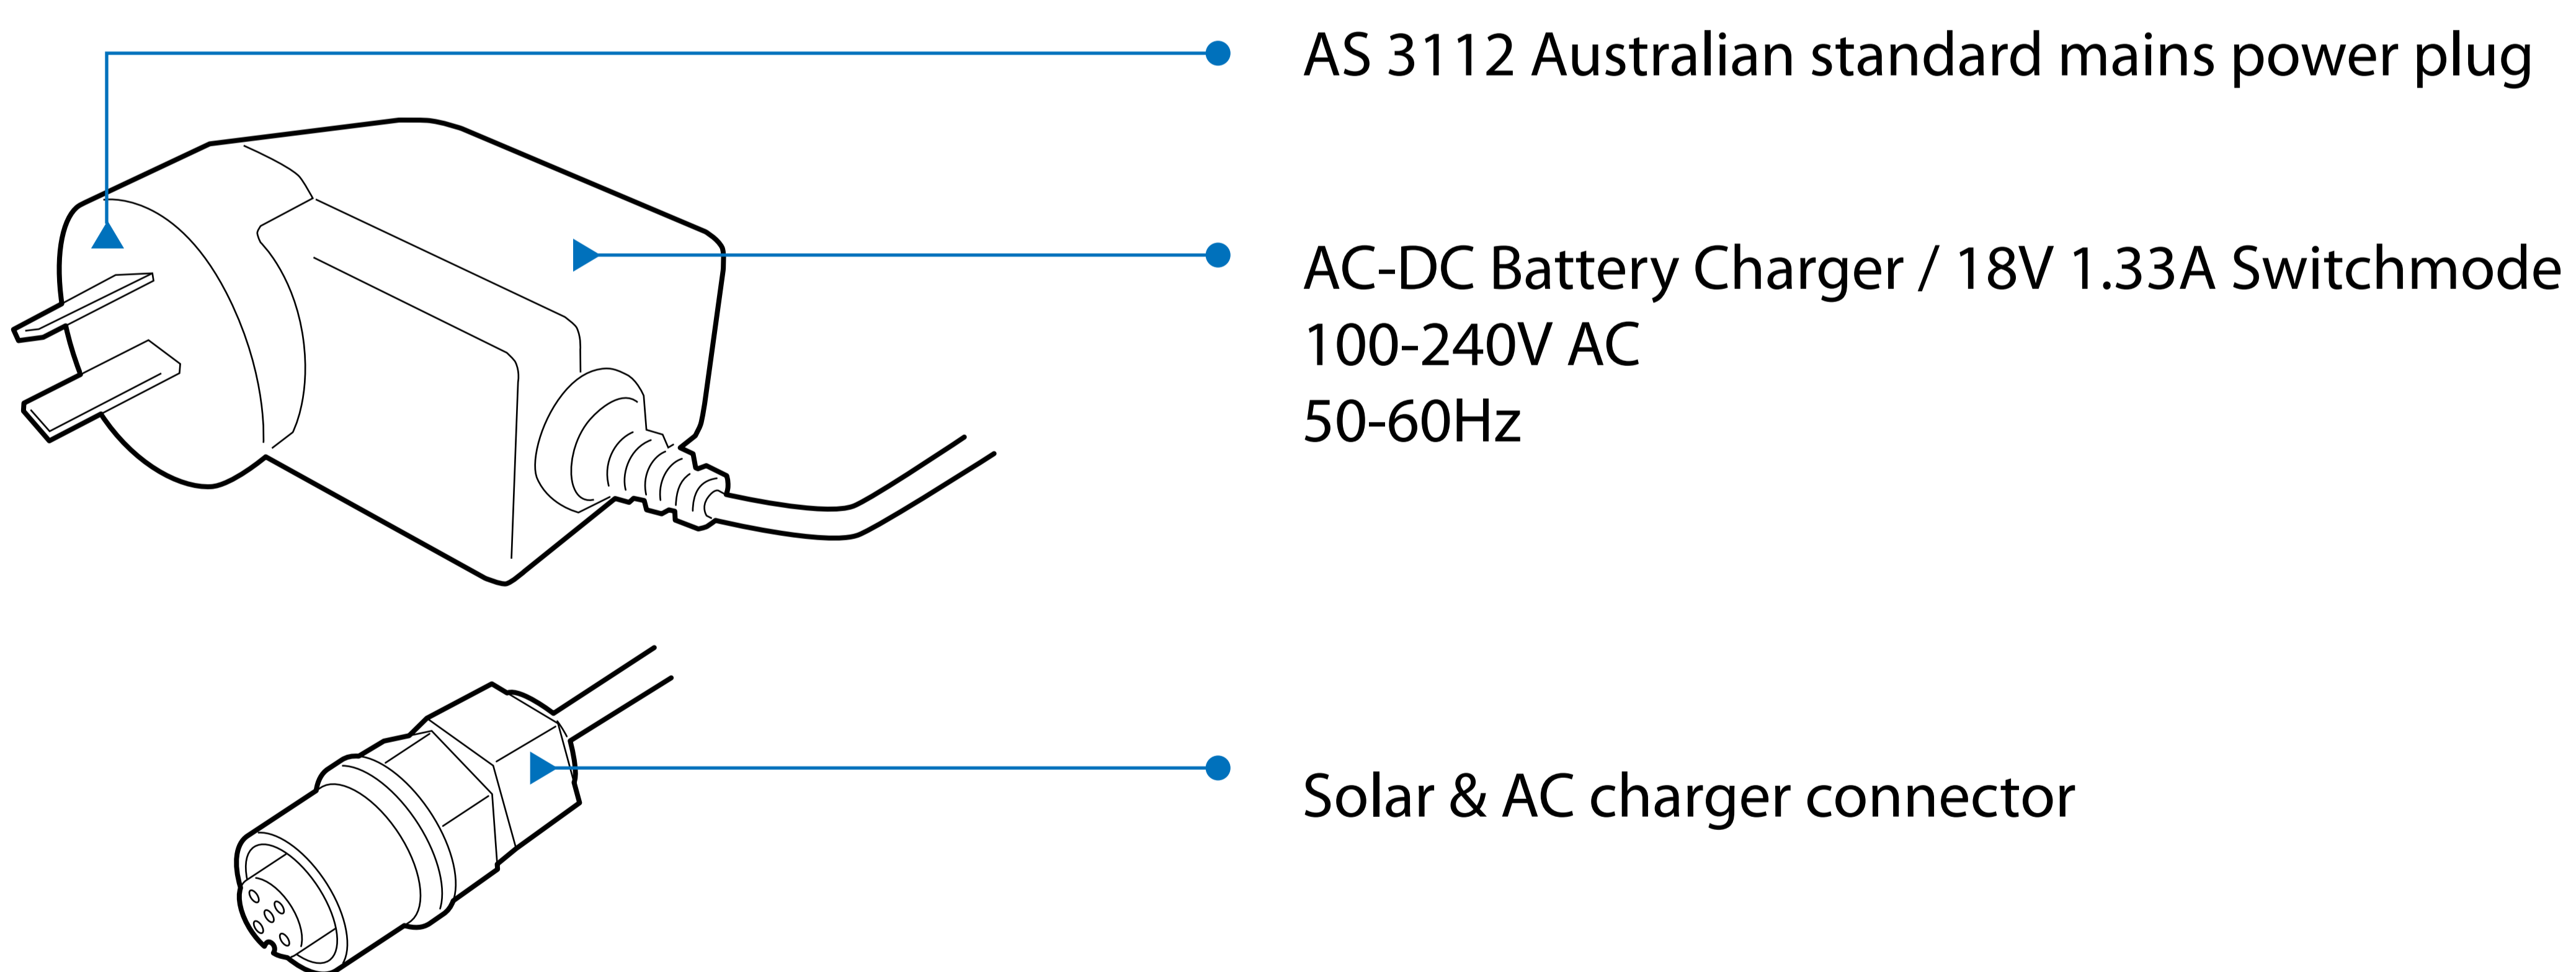 AS 3112 Australian standard mains power plug
AC-DC Battery Charger / 18V 1.33A Switchmode
100-240V AC
50-60Hz
Solar & AC charger connector